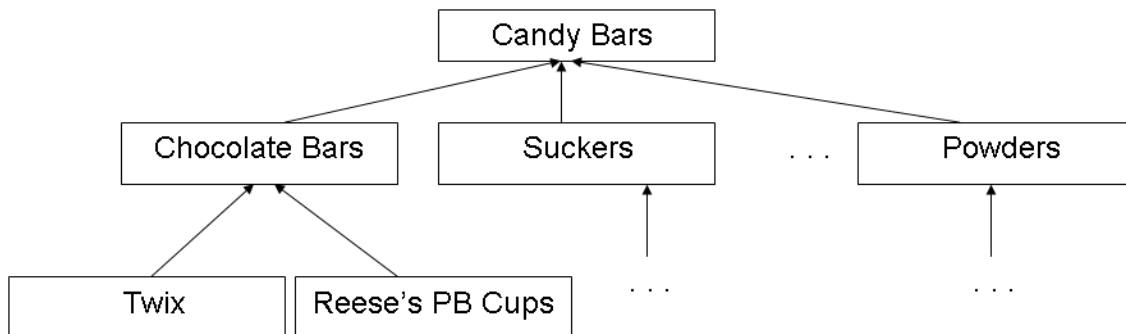 Candy Bars
Chocolate Bars
Suckers
. . .
Powders
Twix
Reese's PB Cups
. . .
. . .